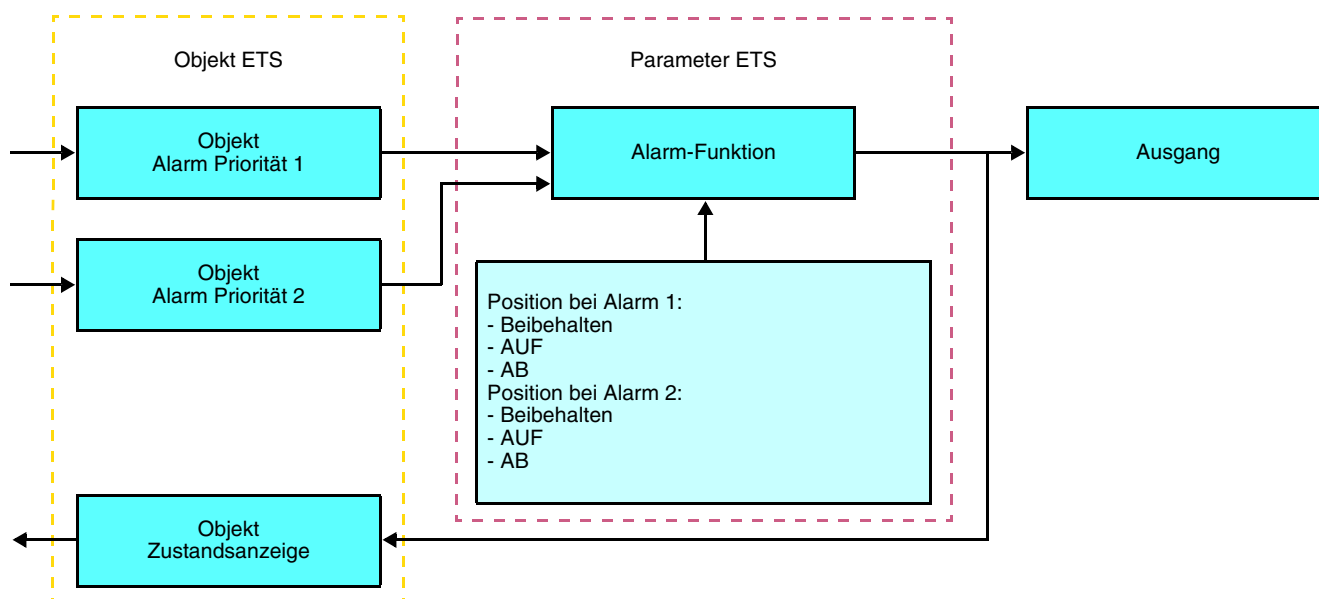 Objekt ETS
Parameter ETS
Objekt
Alarm Priorität 1
Alarm-Funktion
Ausgang
Objekt
Alarm Priorität 2
Position bei Alarm 1:
- Beibehalten
- AUF
- AB
Position bei Alarm 2:
- Beibehalten
- AUF
- AB
Objekt
Zustandsanzeige